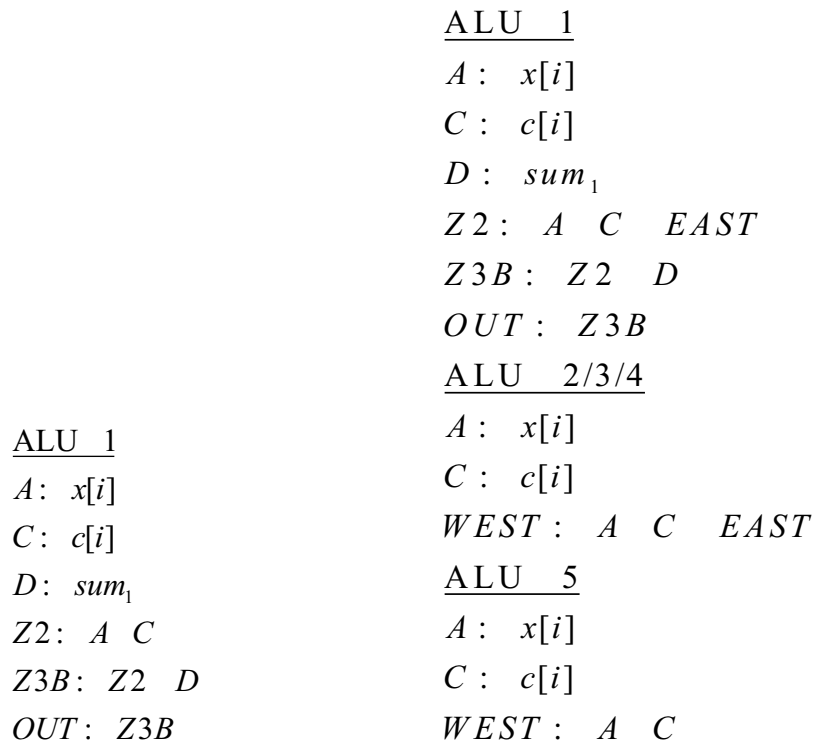 ALU 1
A: x[i]
C: c[i]
D: sum₁
Z2: A C
Z3B: Z2 D
OUT: Z3B
ALU 1
A: x[i]
C: c[i]
D: sum₁
Z2: A C EAST
Z3B: Z2 D
OUT: Z3B
ALU 2/3/4
A: x[i]
C: c[i]
WEST: A C EAST
ALU 5
A: x[i]
C: c[i]
WEST: A C